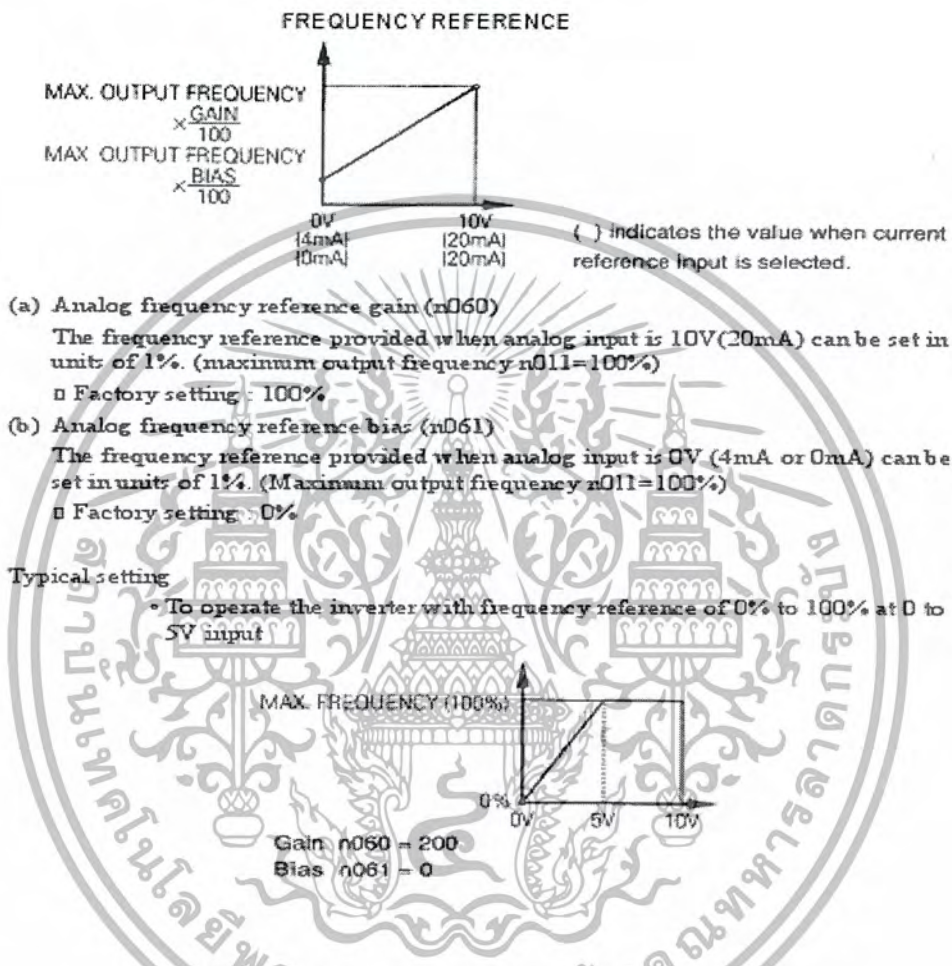 FREQUENCY REFERENCE
MAX. OUTPUT FREQUENCY
× GAIN
100
MAX OUTPUT FREQUENCY
× BIAS
100
0V 10V
(4mA) (20mA)
(0mA) (20mA)
( ) indicates the value when current
reference input is selected.
(a) Analog frequency reference gain (n060)
The frequency reference provided when analog input is 10V(20mA) can be set in
units of 1%. (maximum output frequency n011=100%)
▫ Factory setting : 100%
(b) Analog frequency reference bias (n061)
The frequency reference provided when analog input is 0V (4mA or 0mA) can be
set in units of 1%. (Maximum output frequency n011=100%)
▫ Factory setting : 0%
Typical setting
• To operate the inverter with frequency reference of 0% to 100% at 0 to
5V input
MAX. FREQUENCY (100%)
0%
0V 5V 10V
Gain n060 = 200
Bias n061 = 0